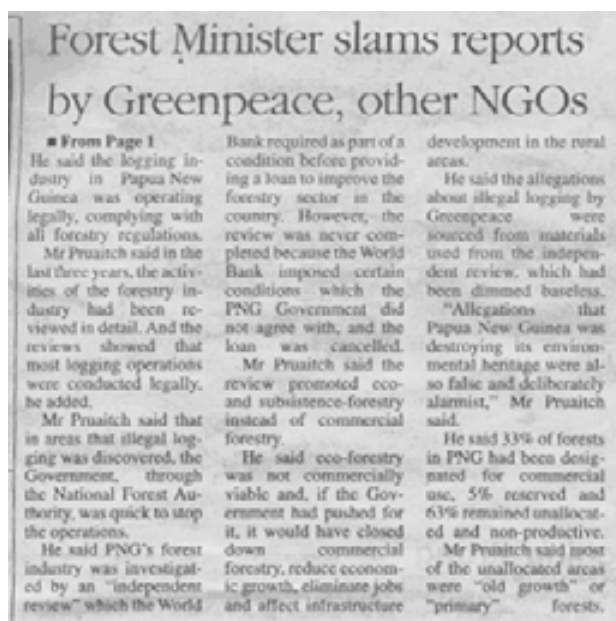 Forest Minister slams reports
by Greenpeace, other NGOs
■ From Page 1
He said the logging in-
dustry in Papua New
Guinea was operating
legally, complying with
all forestry regulations.
Mr Pruaitch said in the
last three years, the activ-
ities of the forestry in-
dustry had been re-
viewed in detail. And the
reviews showed that
most logging operations
were conducted legally,
he added.
Mr Pruaitch said that
in areas that illegal log-
ging was discovered, the
Government, through
the National Forest Au-
thority, was quick to stop
the operations.
He said PNG's forest
industry was investigat-
ed by an "independent
review" which the World
Bank required as part of a
condition before provid-
ing a loan to improve the
forestry sector in the
country. However, the
review was never com-
pleted because the World
Bank imposed certain
conditions which the
PNG Government did
not agree with, and the
loan was cancelled.
Mr Pruaitch said the
review promoted eco-
and subsistence-forestry
instead of commercial
forestry.
He said eco-forestry
was not commercially
viable and, if the Gov-
ernment had pushed for
it, it would have closed
down commercial
forestry, reduce econom-
ic growth, eliminate jobs
and affect infrastructure
development in the rural
areas.
He said the allegations
about illegal logging by
Greenpeace were
sourced from materials
used from the indepen-
dent review, which had
been dimmed baseless.
"Allegations that
Papua New Guinea was
destroying its environ-
mental heritage were al-
so false and deliberately
alarmist," Mr Pruaitch
said.
He said 33% of forests
in PNG had been desig-
nated for commercial
use, 5% reserved and
63% remained unallocat-
ed and non-productive.
Mr Pruaitch said most
of the unallocated areas
were "old growth" or
"primary" forests.